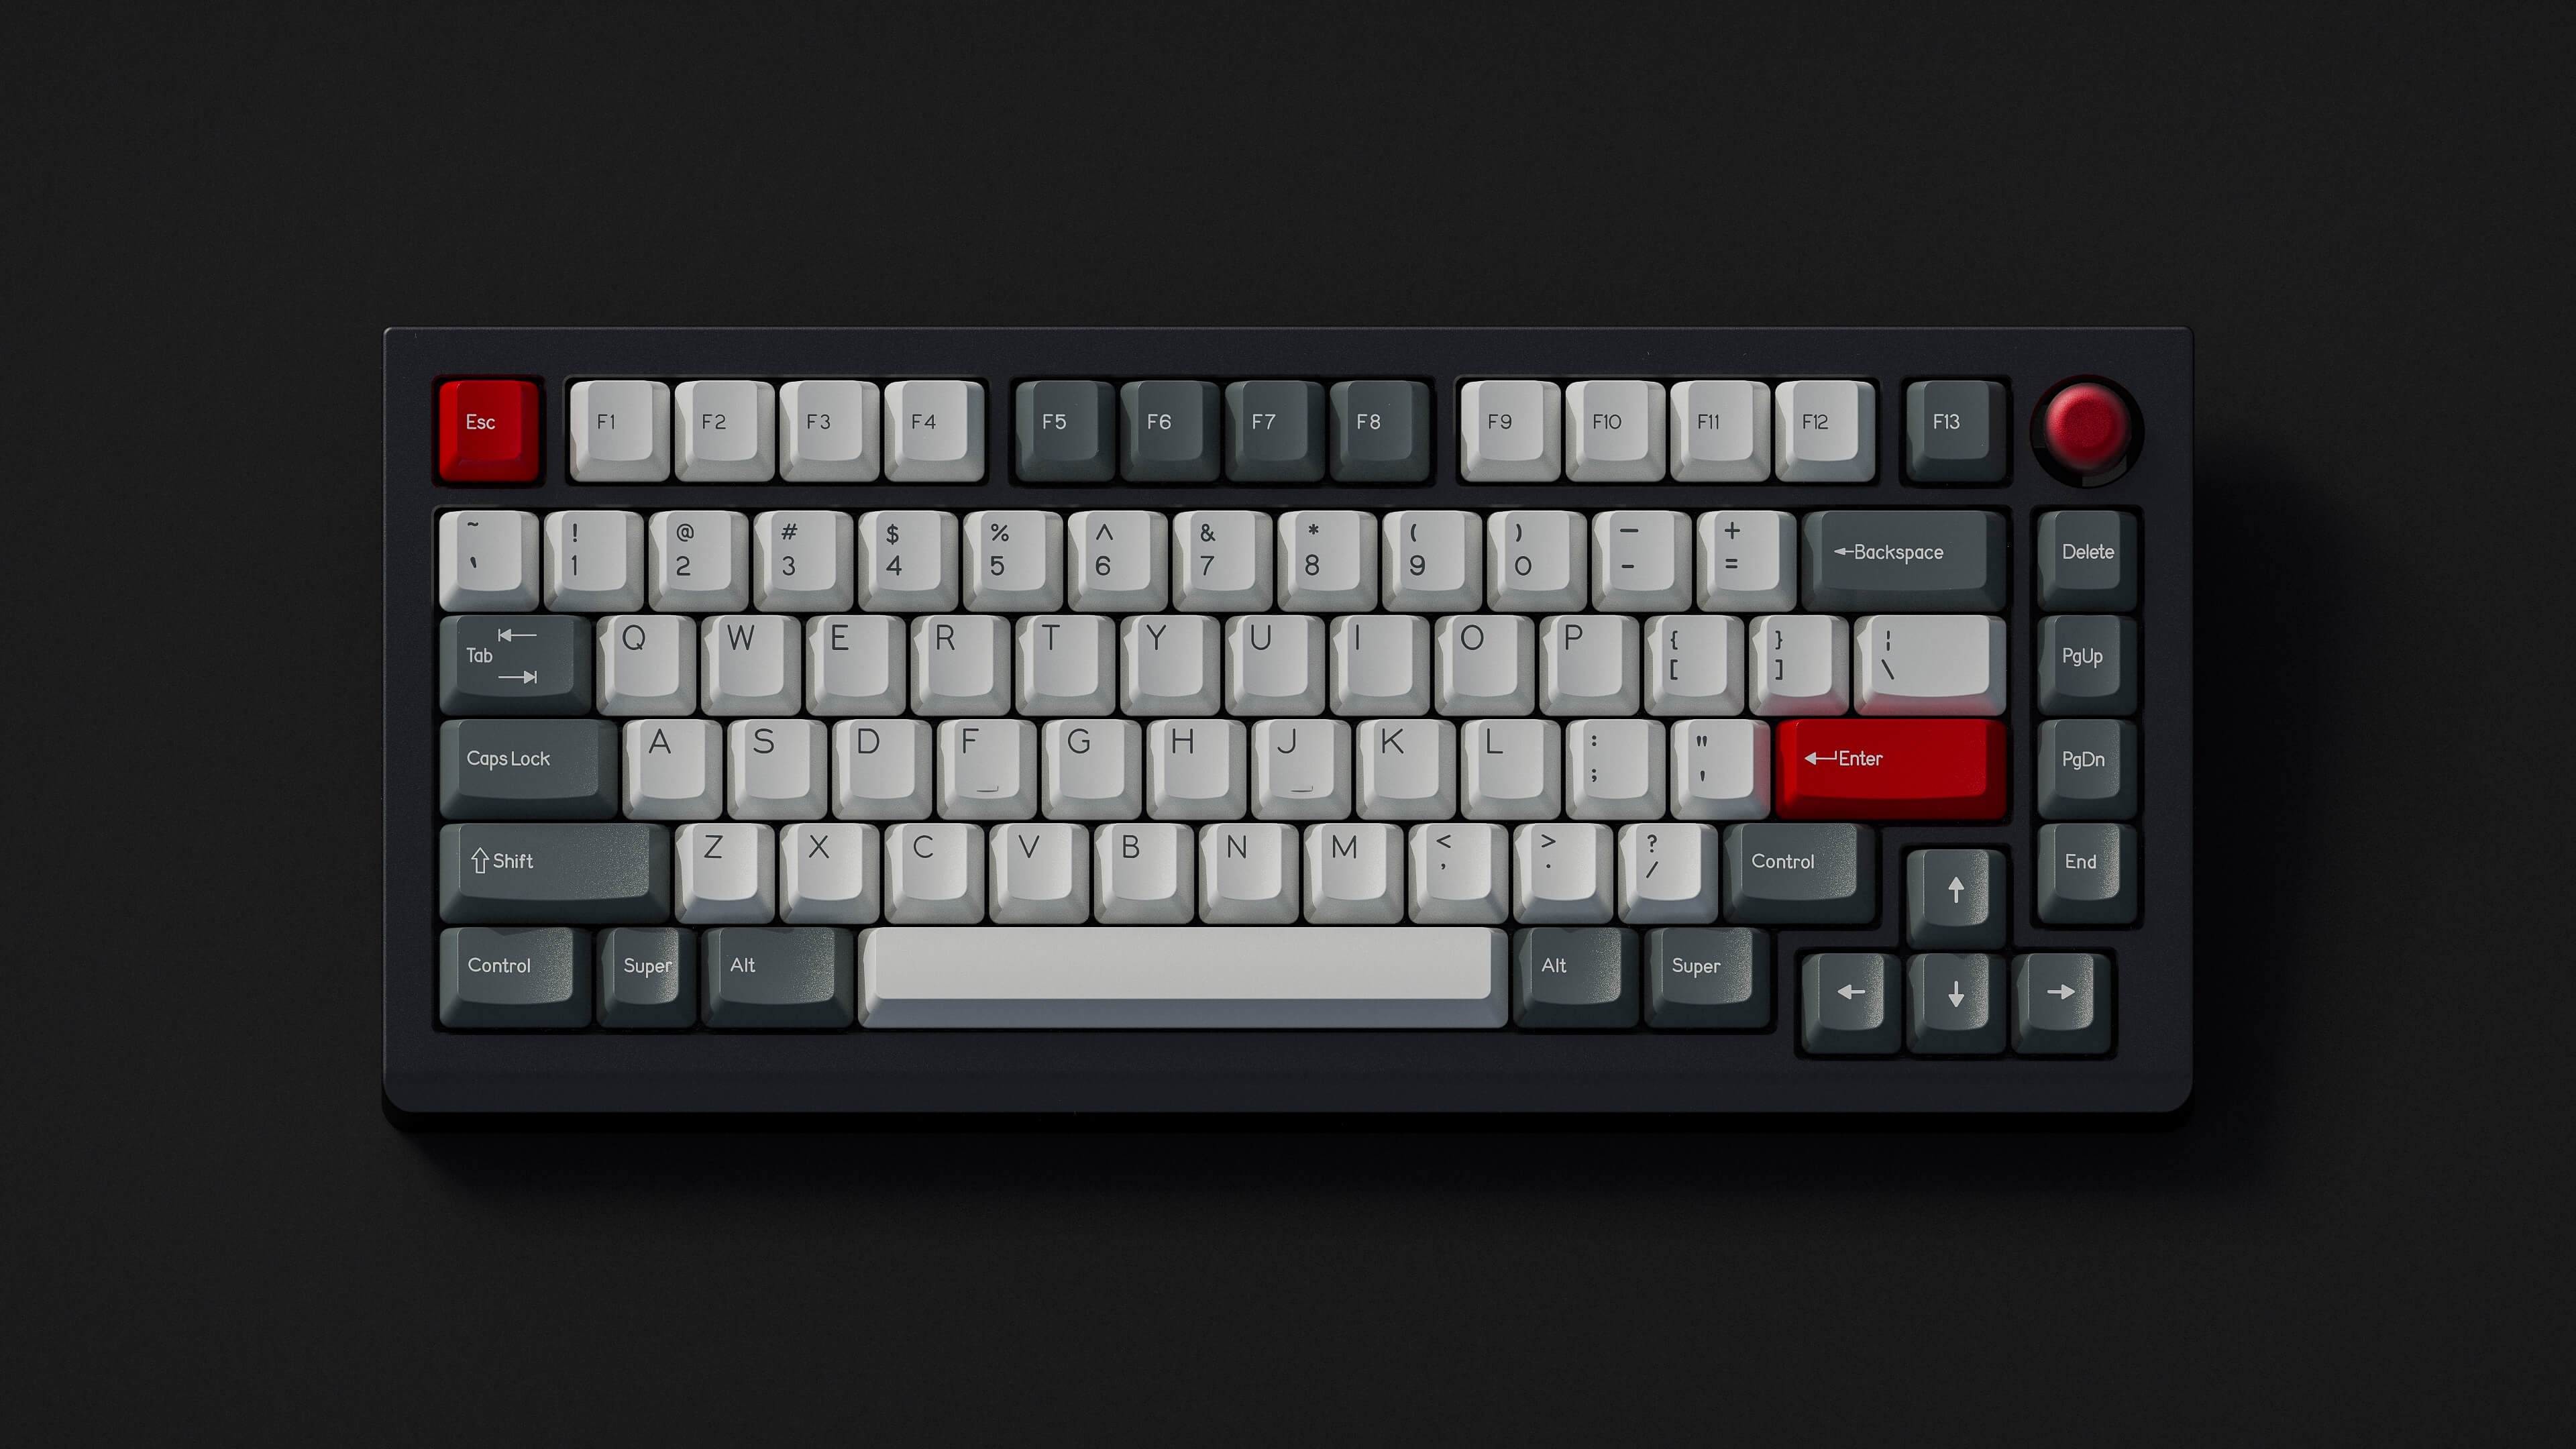 Esc F1 F2 F3 F4 F5 F6 F7 F8 F9 F10 F11 F12 F13
~ ! @ # $ % ^ & * ( ) _ +
` 1 2 3 4 5 6 7 8 9 0 - = ←Backspace Delete
Tab Q W E R T Y U I O P { } ¦ PgUp
[ ] \
Caps Lock A S D F G H J K L : " ↵Enter PgDn
; '
⇧ Shift Z X C V B N M < > ? Control ↑ End
, . /
Control Super Alt Alt Super ← ↓ →